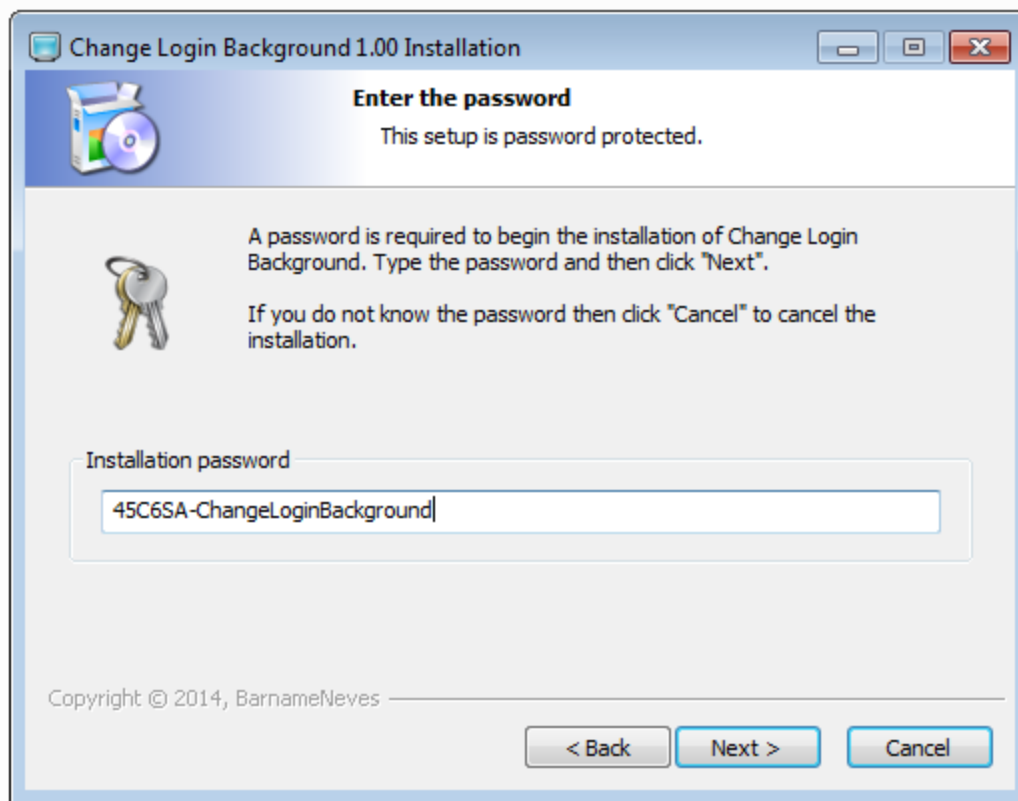 Change Login Background 1.00 Installation
Enter the password
This setup is password protected.
A password is required to begin the installation of Change Login
Background. Type the password and then click "Next".
If you do not know the password then click "Cancel" to cancel the
installation.
Installation password
45C6SA-ChangeLoginBackground
Copyright © 2014, BarnameNeves
< Back
Next >
Cancel